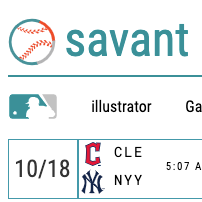 savant
illustrator Ga
10/18
CLE
5:07 A
NYY